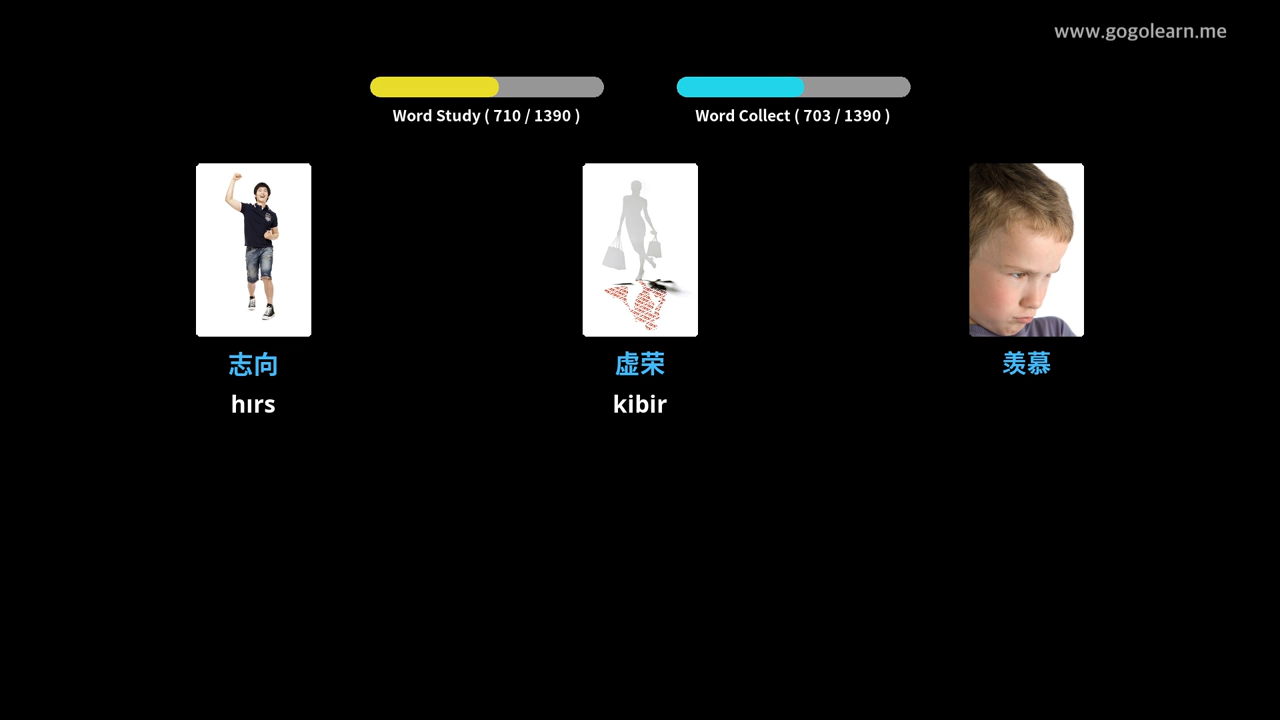 www.gogolearn.me
Word Study ( 710 / 1390 )
Word Collect ( 703 / 1390 )
志向
虚荣
羡慕
hırs
kibir